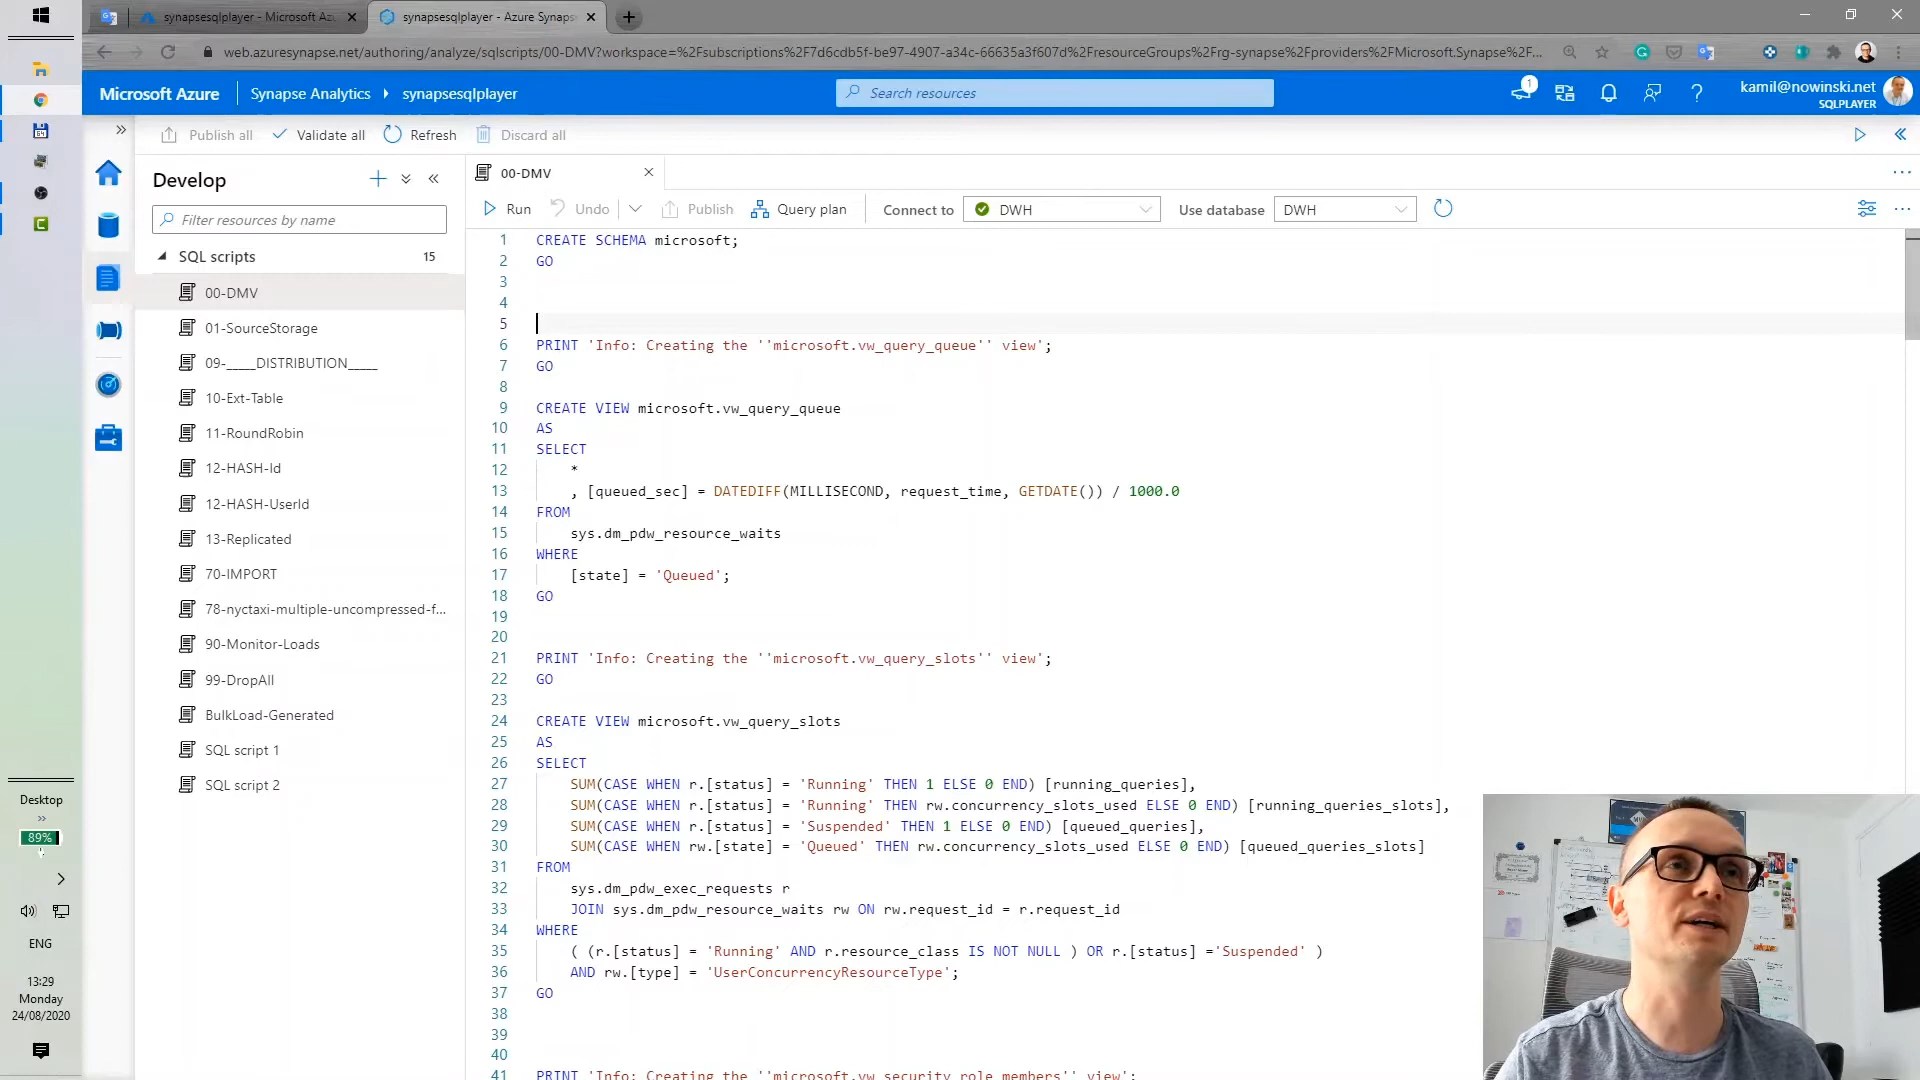 synapsesqlplayer - Microsoft Az
synapsesqlplayer - Azure Synaps
web.azuresynapse.net/authoring/analyze/sqlscripts/00-DMV?workspace=%2Fsubscriptions%2F7d6cdb5f-be97-4907-a34c-66635a3f607d%2FresourceGroups%2Frg-synapse%2Fproviders%2FMicrosoft.Synapse%2F...
Microsoft Azure
Synapse Analytics
synapsesqlplayer
Search resources
1
kamil@nowinski.net
SQLPLAYER
Publish all
Validate all
Refresh
Discard all
Develop
Filter resources by name
SQL scripts 15
00-DMV
01-SourceStorage
09-_____DISTRIBUTION_____
10-Ext-Table
11-RoundRobin
12-HASH-Id
12-HASH-UserId
13-Replicated
70-IMPORT
78-nyctaxi-multiple-uncompressed-f...
90-Monitor-Loads
99-DropAll
BulkLoad-Generated
SQL script 1
SQL script 2
00-DMV
Run
Undo
Publish
Query plan
Connect to
DWH
Use database
DWH
1 CREATE SCHEMA microsoft;
2 GO
3
4
5
6 PRINT 'Info: Creating the ''microsoft.vw_query_queue'' view';
7 GO
8
9 CREATE VIEW microsoft.vw_query_queue
10 AS
11 SELECT
12 *
13 , [queued_sec] = DATEDIFF(MILLISECOND, request_time, GETDATE()) / 1000.0
14 FROM
15 sys.dm_pdw_resource_waits
16 WHERE
17 [state] = 'Queued';
18 GO
19
20
21 PRINT 'Info: Creating the ''microsoft.vw_query_slots'' view';
22 GO
23
24 CREATE VIEW microsoft.vw_query_slots
25 AS
26 SELECT
27 SUM(CASE WHEN r.[status] = 'Running' THEN 1 ELSE 0 END) [running_queries],
28 SUM(CASE WHEN r.[status] = 'Running' THEN rw.concurrency_slots_used ELSE 0 END) [running_queries_slots],
29 SUM(CASE WHEN r.[status] = 'Suspended' THEN 1 ELSE 0 END) [queued_queries],
30 SUM(CASE WHEN rw.[state] = 'Queued' THEN rw.concurrency_slots_used ELSE 0 END) [queued_queries_slots]
31 FROM
32 sys.dm_pdw_exec_requests r
33 JOIN sys.dm_pdw_resource_waits rw ON rw.request_id = r.request_id
34 WHERE
35 ( (r.[status] = 'Running' AND r.resource_class IS NOT NULL ) OR r.[status] ='Suspended' )
36 AND rw.[type] = 'UserConcurrencyResourceType';
37 GO
38
39
40
41 PRINT 'Info: Creating the ''microsoft.vw_security_role_members'' view';
Desktop
89%
ENG
13:29
Monday
24/08/2020